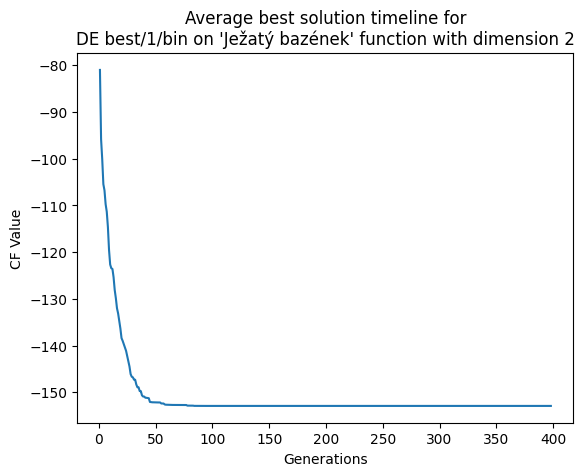 Average best solution timeline for
DE best/1/bin on 'Ježatý bazének' function with dimension 2
CF Value
−80
−90
−100
−110
−120
−130
−140
−150
0 50 100 150 200 250 300 350 400
Generations